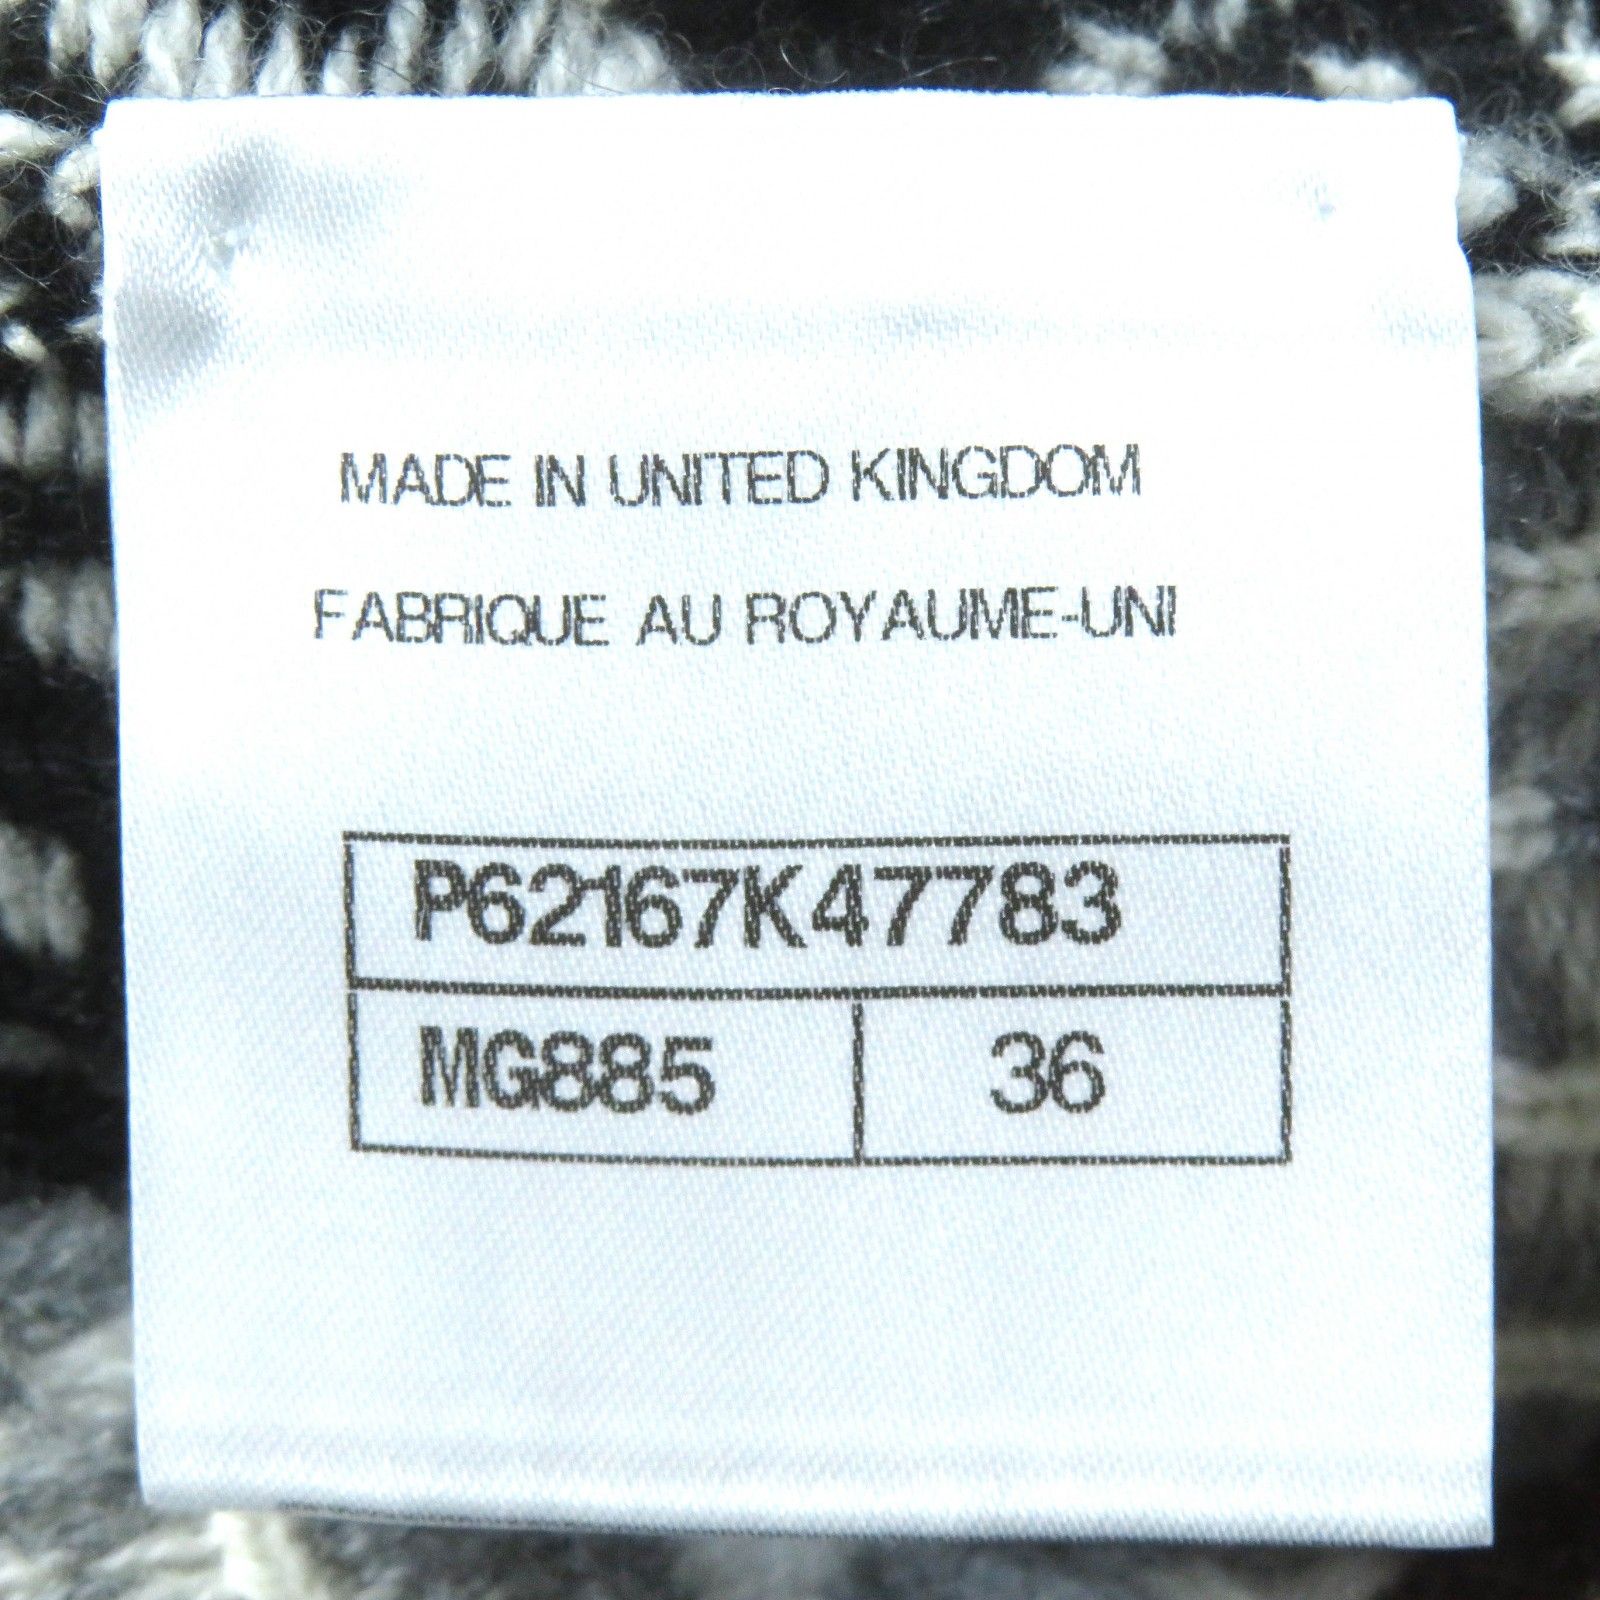 MADE IN UNITED KINGDOM
FABRIQUE AU ROYAUME-UNI
P62167K47783
MG885 36